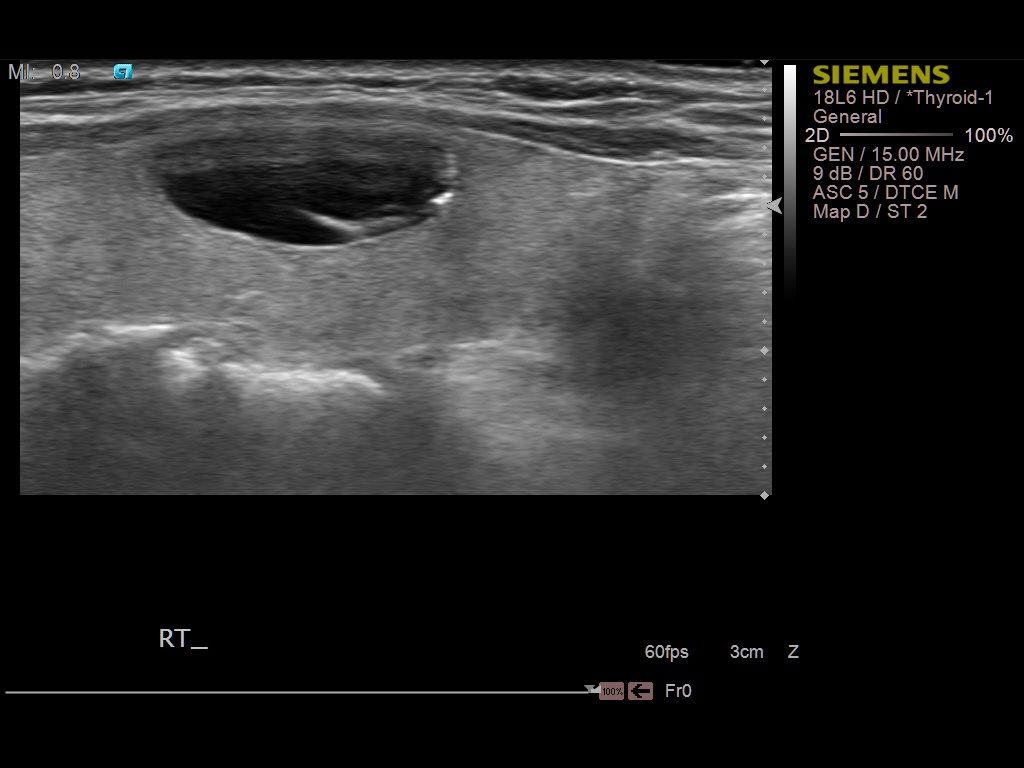 MI: 0.8
SIEMENS
18L6 HD / *Thyroid-1
General
2D 100%
GEN / 15.00 MHz
9 dB / DR 60
ASC 5 / DTCE M
Map D / ST 2
RT_
60fps 3cm Z
100% Fr0